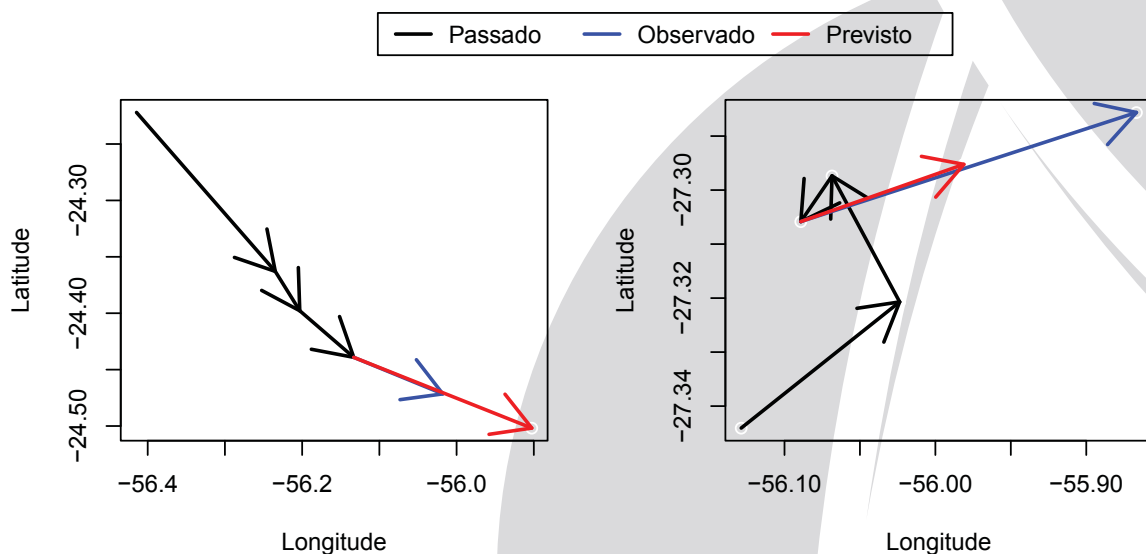 Passado Observado Previsto
Latitude
−24.30
−24.40
−24.50
−56.4 −56.2 −56.0
Longitude
Latitude
−27.30
−27.32
−27.34
−56.10 −56.00 −55.90
Longitude